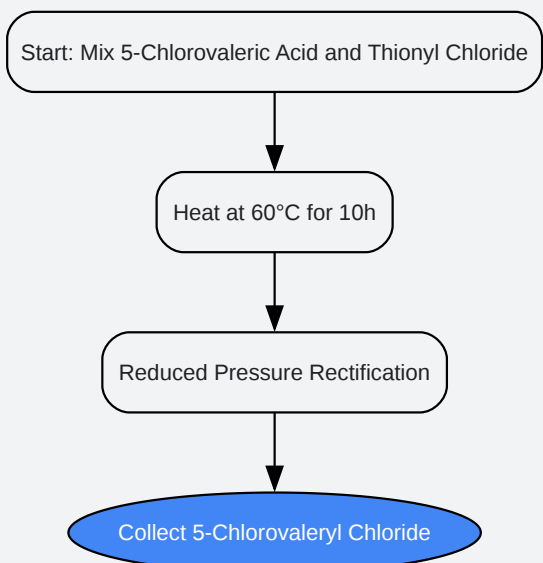 Start: Mix 5-Chlorovaleric Acid and Thionyl Chloride
Heat at 60°C for 10h
Reduced Pressure Rectification
Collect 5-Chlorovaleryl Chloride